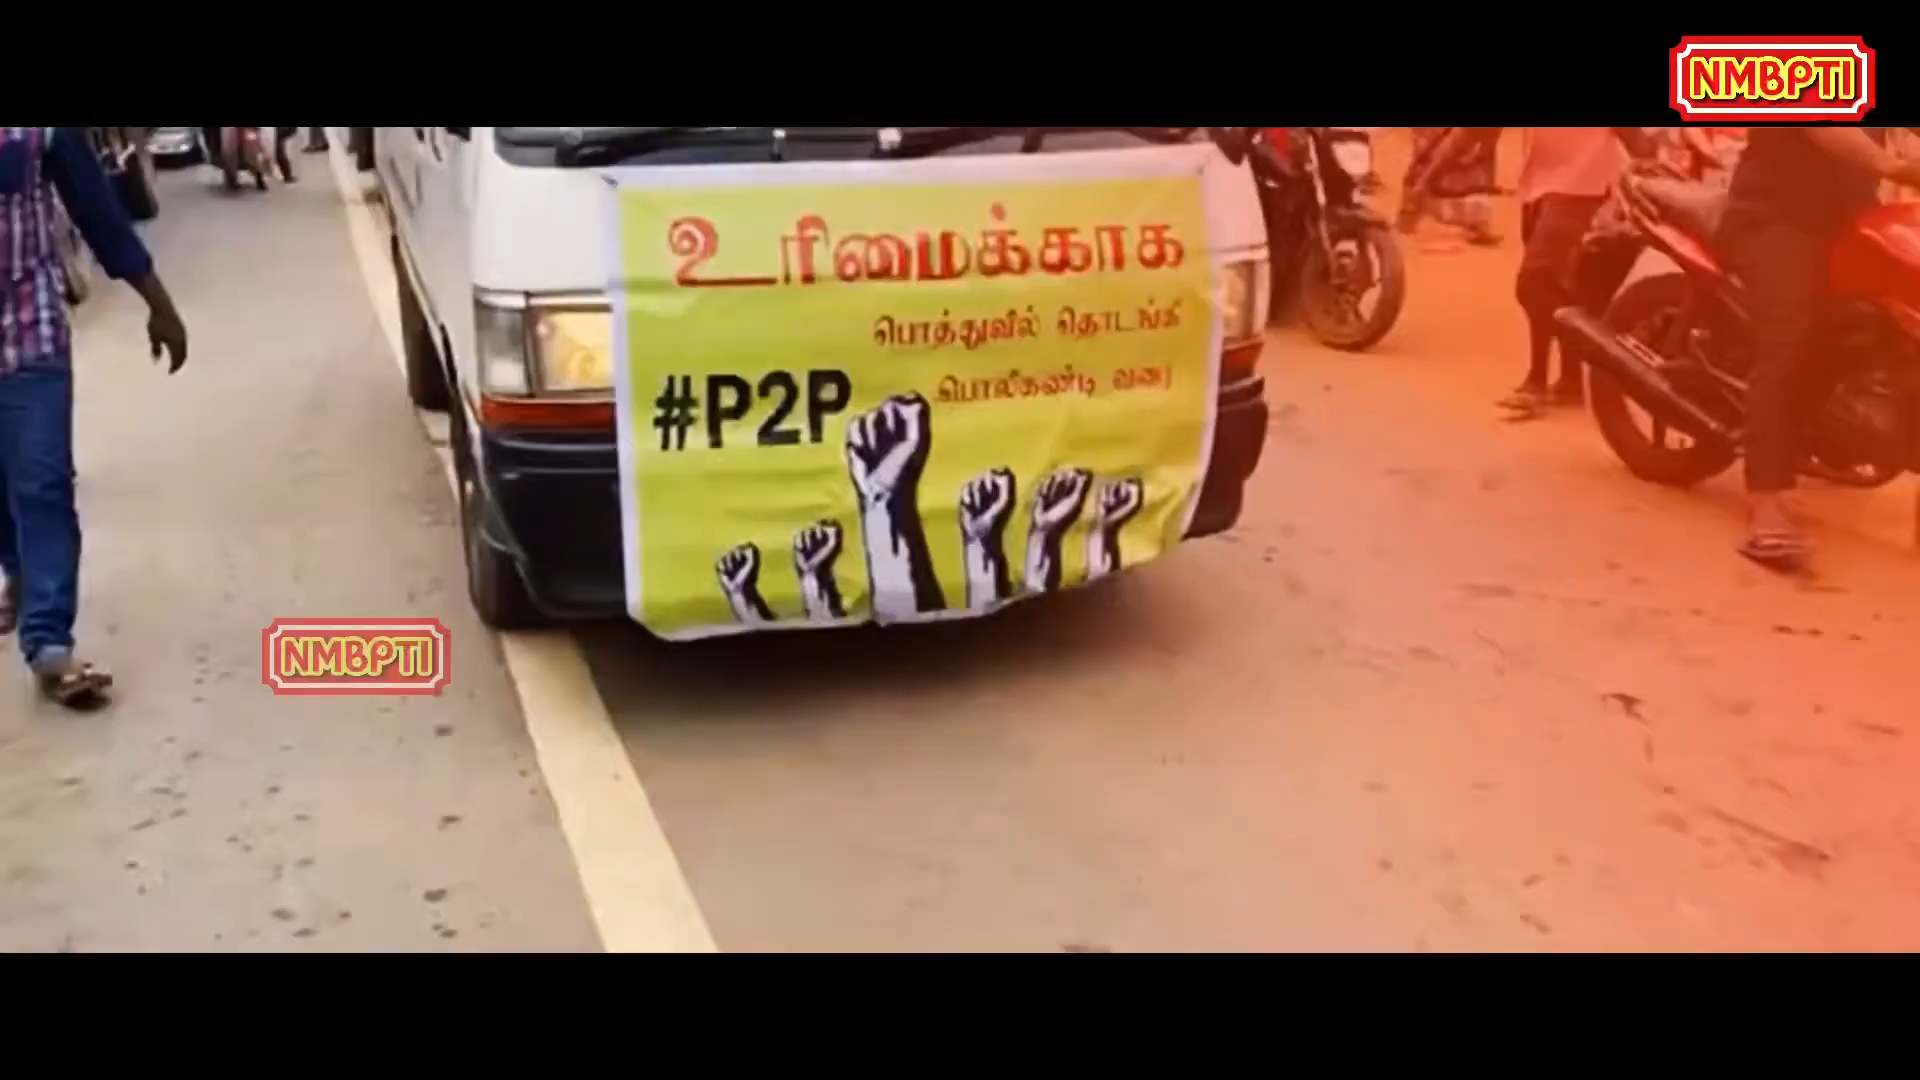 NMBPTI
உரிமைக்காக
பொத்துவில் தொடங்கி
#P2P
பொலிகண்டி வரை
NMBPTI